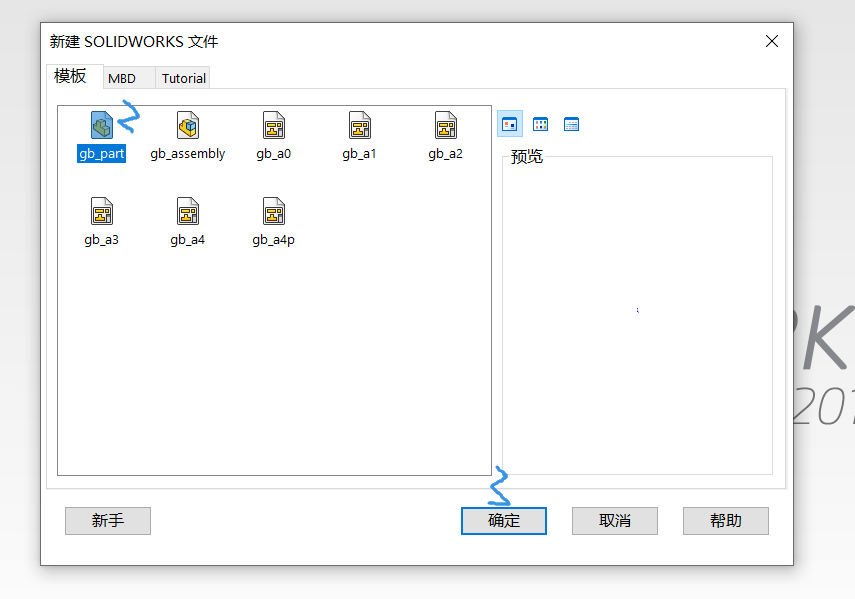 新建 SOLIDWORKS 文件
模板 MBD Tutorial
gb_part gb_assembly gb_a0 gb_a1 gb_a2
预览
gb_a3 gb_a4 gb_a4p
RK
201
新手 确定 取消 帮助